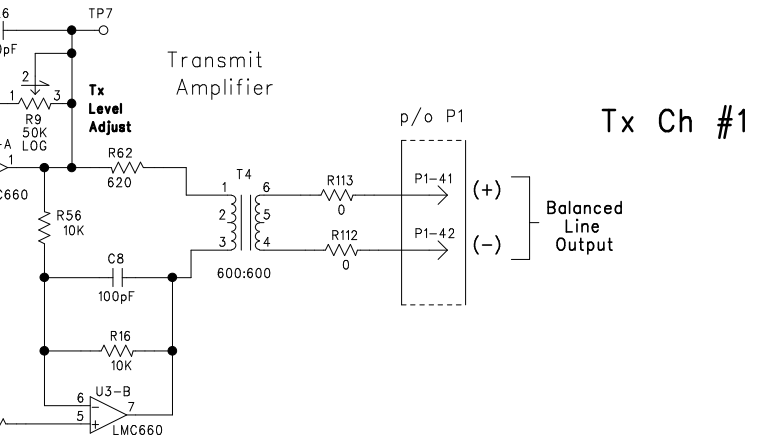 6
0pF
TP7
Transmit
Amplifier
2
1
3
R9
50K
LOG
Tx
Level
Adjust
p/o P1
Tx Ch #1
-A
1
C660
R62
620
T4
1
2
3
6
5
4
600:600
R113
0
R112
0
P1-41
P1-42
(+)
(-)
Balanced
Line
Output
R56
10K
C8
100pF
R16
10K
U3-B
6
5
7
-
+
LMC660